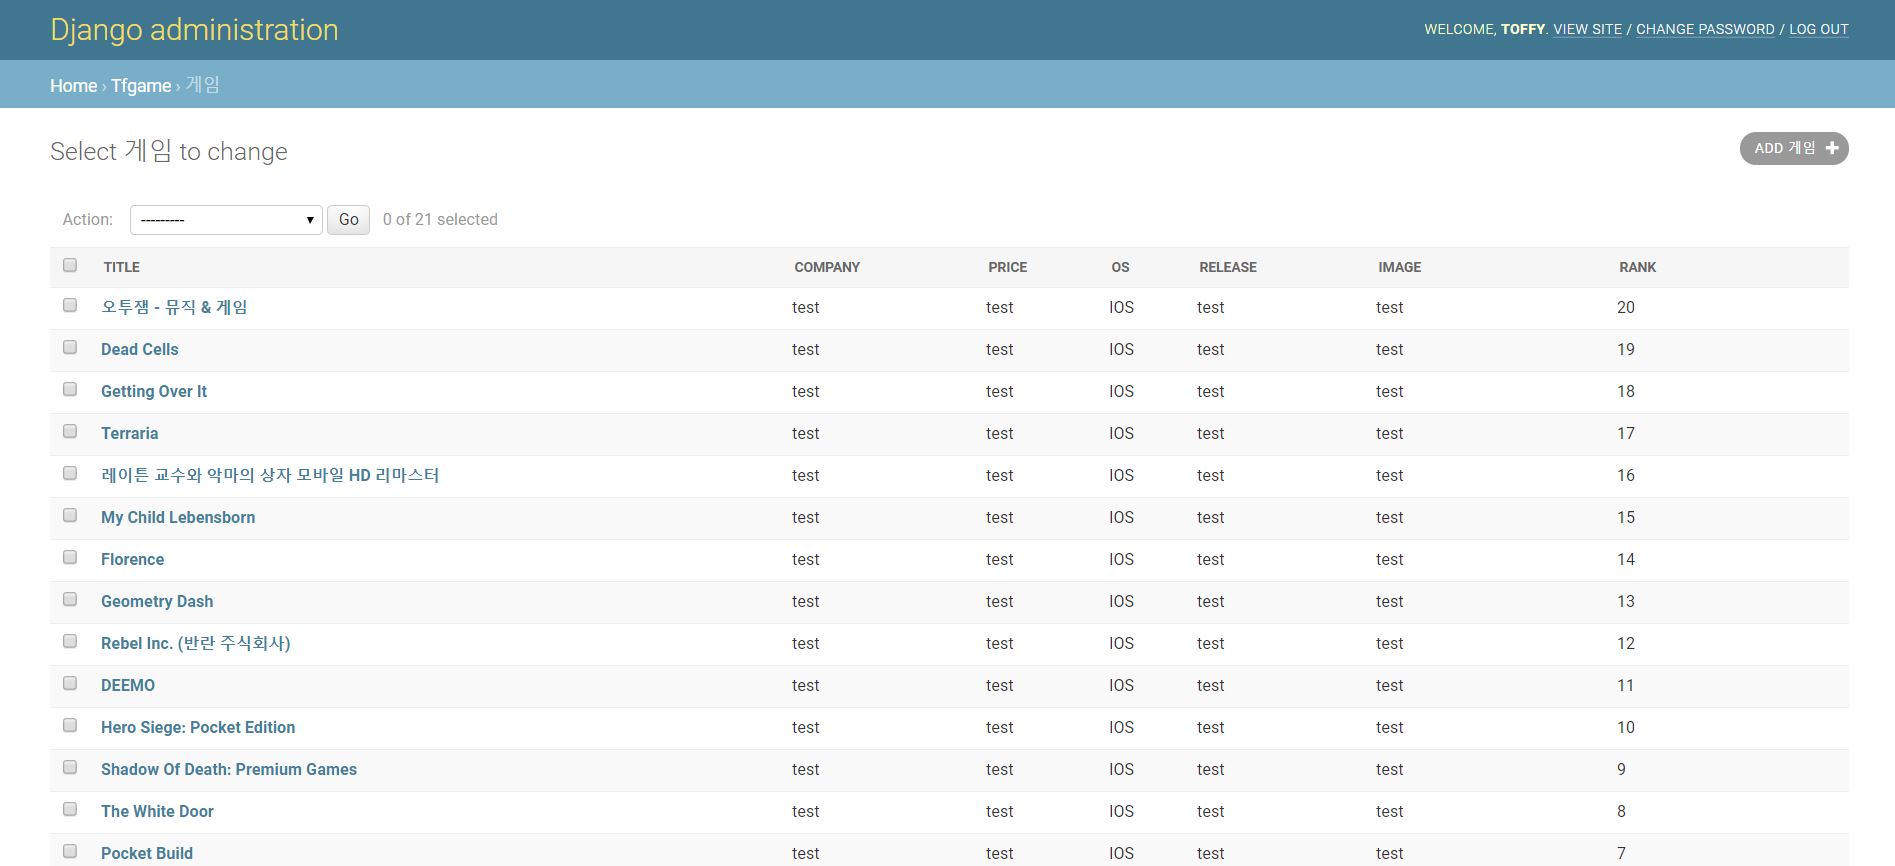 Django administration
WELCOME, TOFFY. VIEW SITE / CHANGE PASSWORD / LOG OUT
Home › Tfgame › 게임
Select 게임 to change
ADD 게임 +
Action: --------- Go 0 of 21 selected
TITLE COMPANY PRICE OS RELEASE IMAGE RANK
오투잼 - 뮤직 & 게임 test test IOS test test 20
Dead Cells test test IOS test test 19
Getting Over It test test IOS test test 18
Terraria test test IOS test test 17
레이튼 교수와 악마의 상자 모바일 HD 리마스터 test test IOS test test 16
My Child Lebensborn test test IOS test test 15
Florence test test IOS test test 14
Geometry Dash test test IOS test test 13
Rebel Inc. (반란 주식회사) test test IOS test test 12
DEEMO test test IOS test test 11
Hero Siege: Pocket Edition test test IOS test test 10
Shadow Of Death: Premium Games test test IOS test test 9
The White Door test test IOS test test 8
Pocket Build test test IOS test test 7